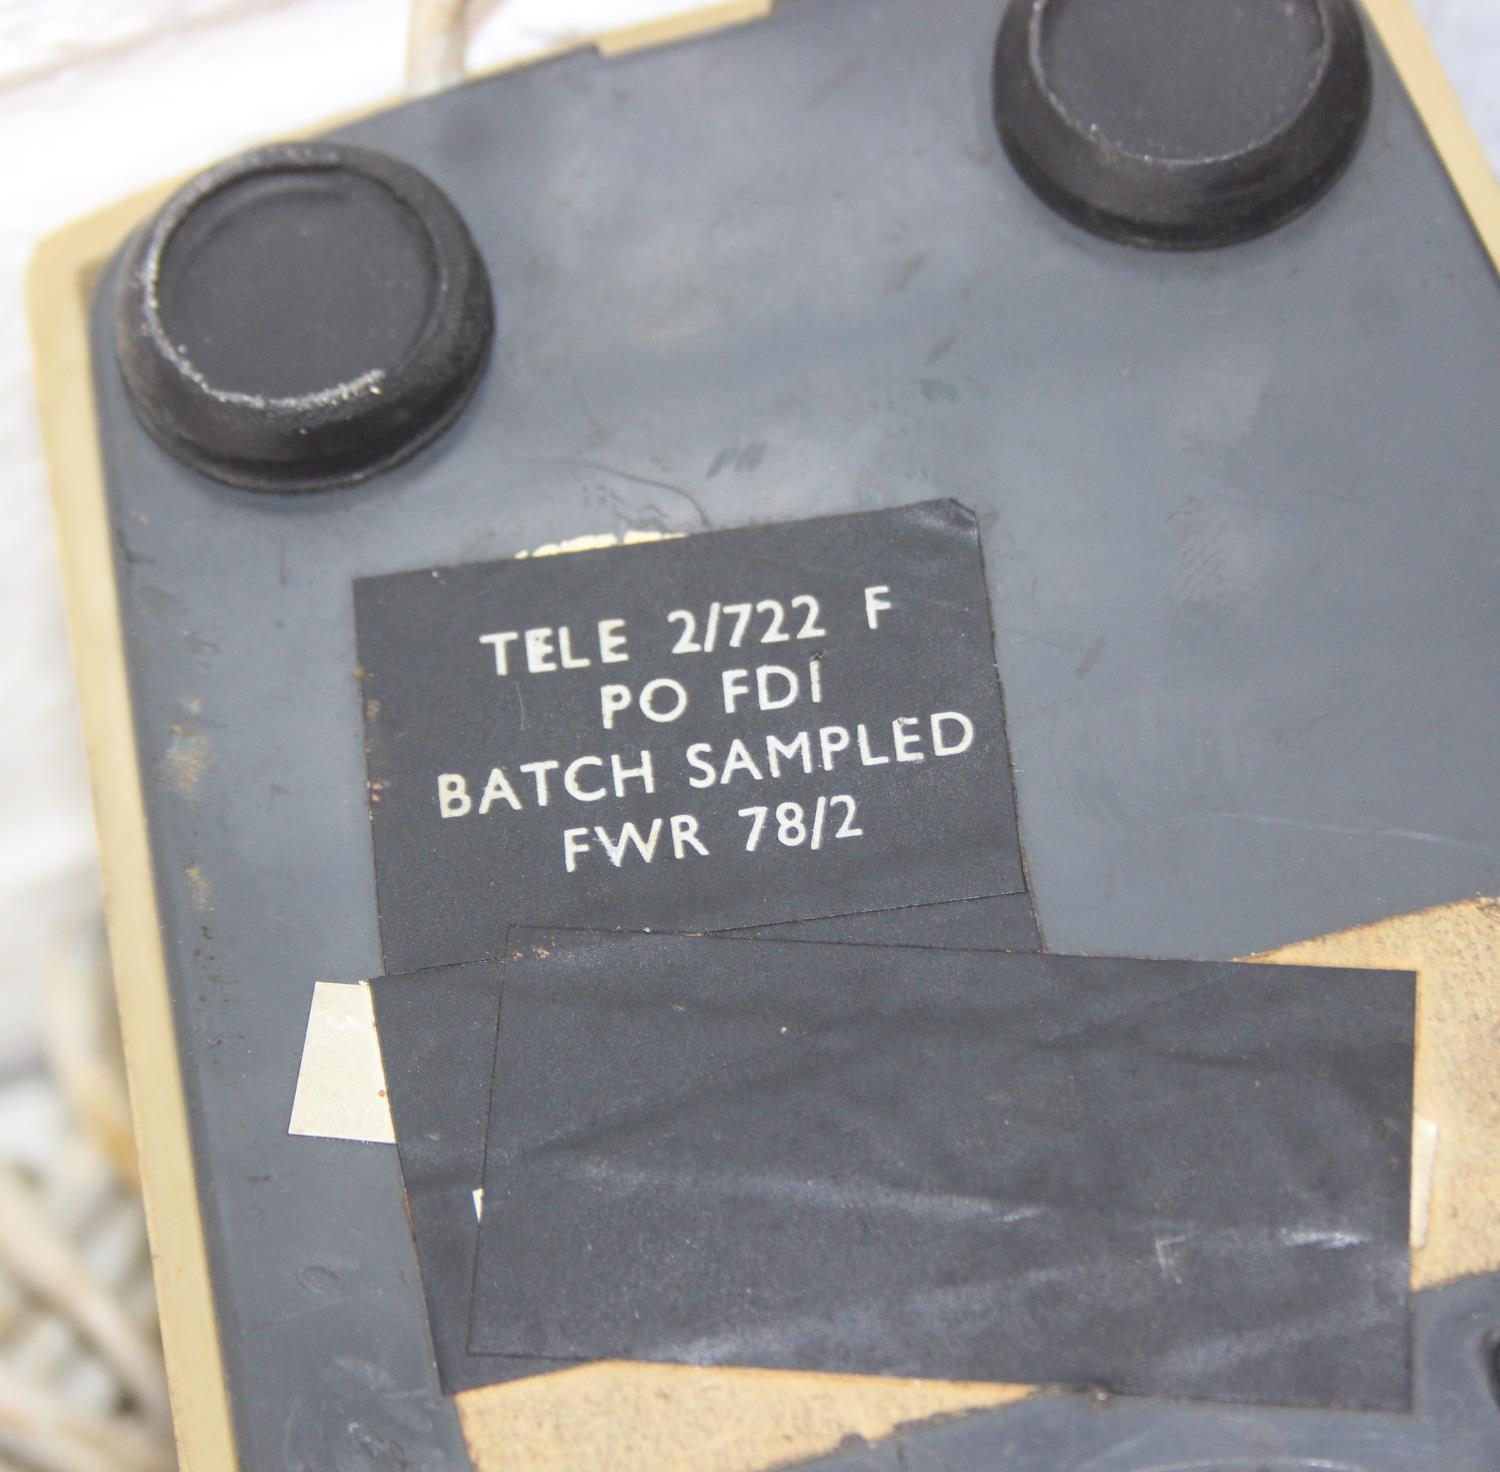 TELE 2/722 F
PO FDI
BATCH SAMPLED
FWR 78/2